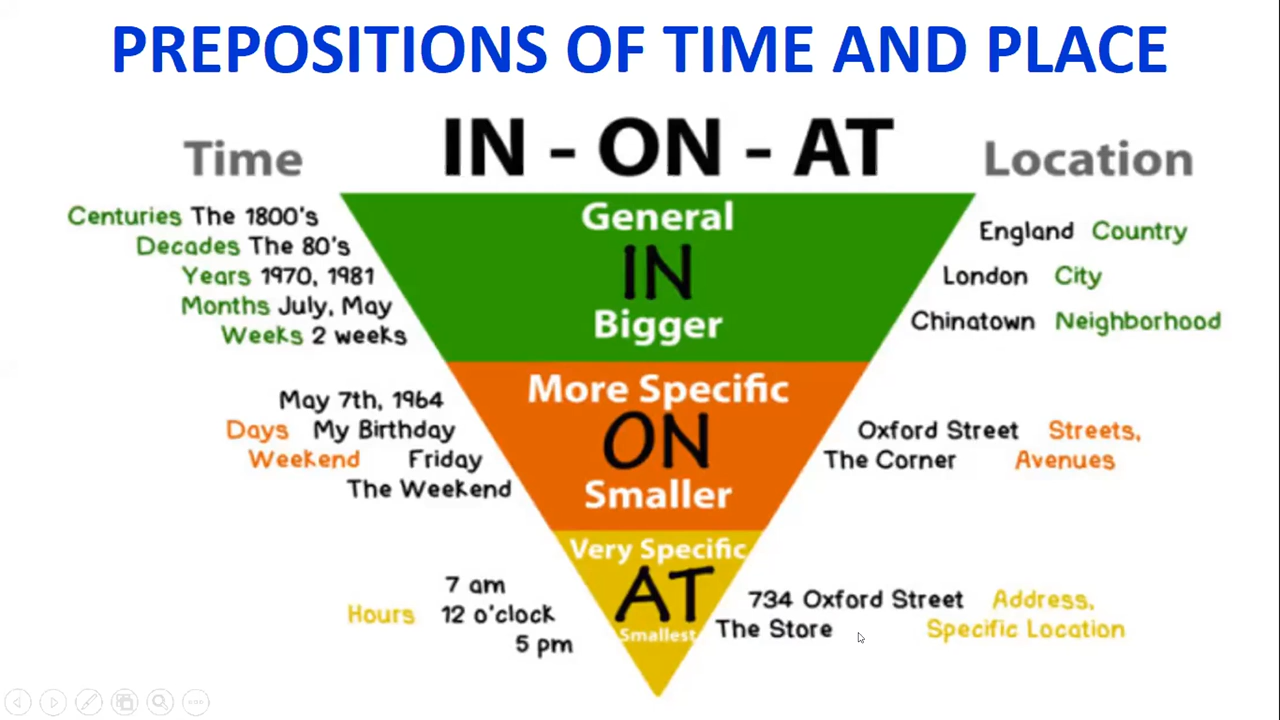 PREPOSITIONS OF TIME AND PLACE
IN - ON - AT
Time
Location
Centuries The 1800's
Decades The 80's
Years 1970, 1981
Months July, May
Weeks 2 weeks
General
IN
Bigger
England Country
London City
Chinatown Neighborhood
May 7th, 1964
Days My Birthday
Weekend Friday
The Weekend
More Specific
ON
Smaller
Oxford Street Streets,
The Corner Avenues
7 am
Hours 12 o'clock
5 pm
Very Specific
AT
Smallest
734 Oxford Street Address,
The Store Specific Location